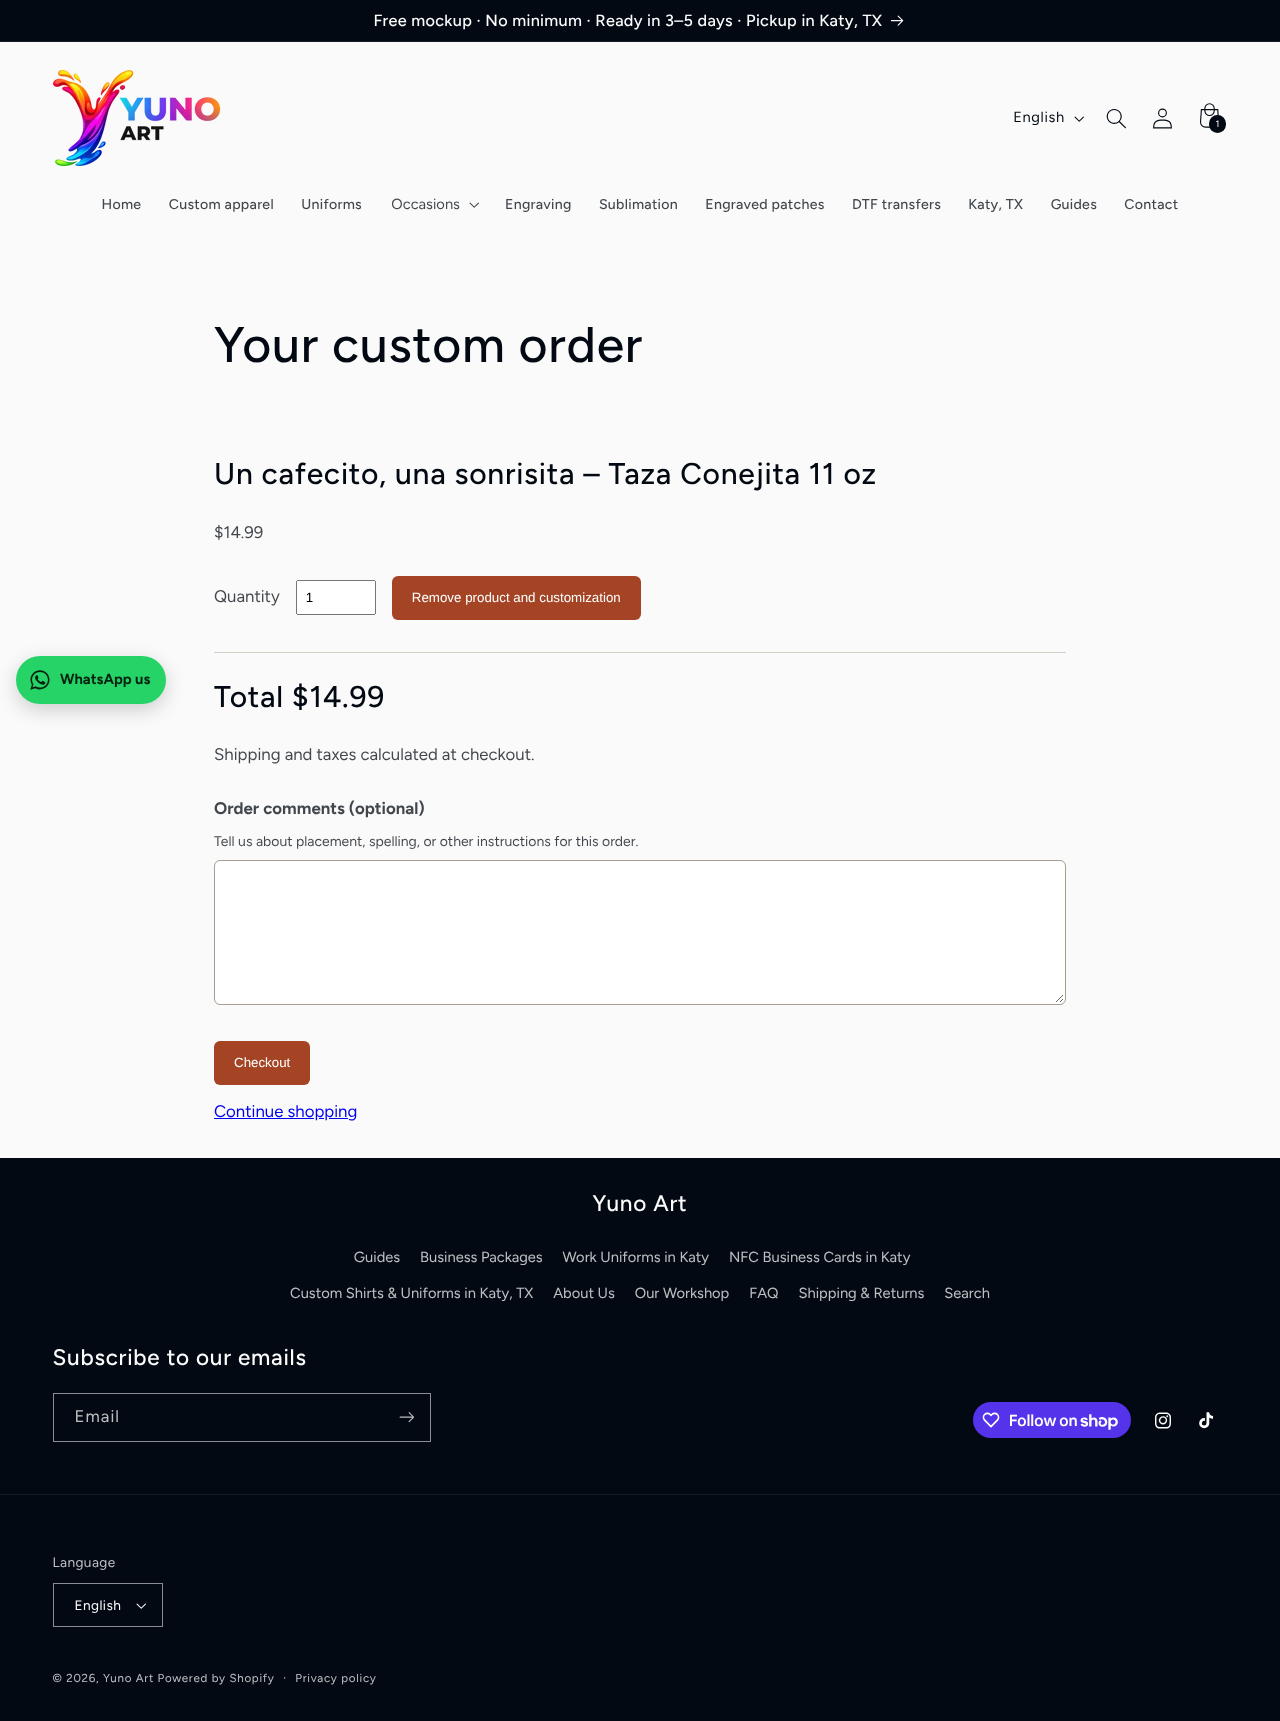 Free mockup · No minimum · Ready in 3–5 days · Pickup in Katy, TX →
YUNO
ART
English
1
Home Custom apparel Uniforms Occasions Engraving Sublimation Engraved patches DTF transfers Katy, TX Guides Contact
Your custom order
Un cafecito, una sonrisita – Taza Conejita 11 oz
$14.99
Quantity 1 Remove product and customization
WhatsApp us
Total $14.99
Shipping and taxes calculated at checkout.
Order comments (optional)
Tell us about placement, spelling, or other instructions for this order.
Checkout
Continue shopping
Yuno Art
Guides Business Packages Work Uniforms in Katy NFC Business Cards in Katy
Custom Shirts & Uniforms in Katy, TX About Us Our Workshop FAQ Shipping & Returns Search
Subscribe to our emails
Email
Follow on shop
Language
English
© 2026, Yuno Art Powered by Shopify · Privacy policy